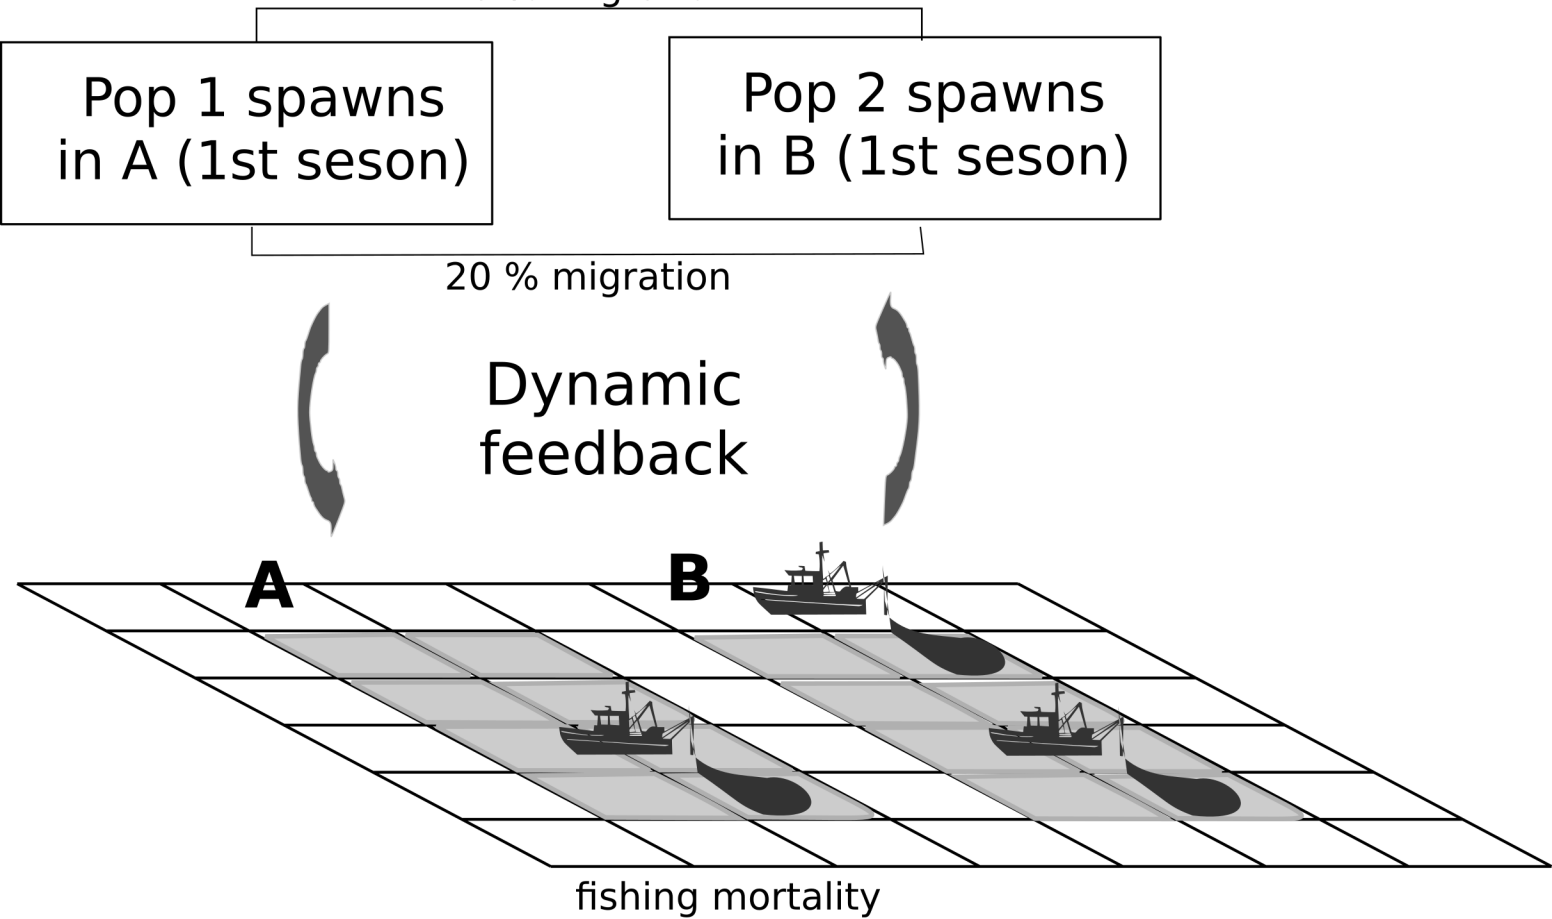 Pop 1 spawns
in A (1st seson)
Pop 2 spawns
in B (1st seson)
20 % migration
Dynamic
feedback
A
B
fishing mortality